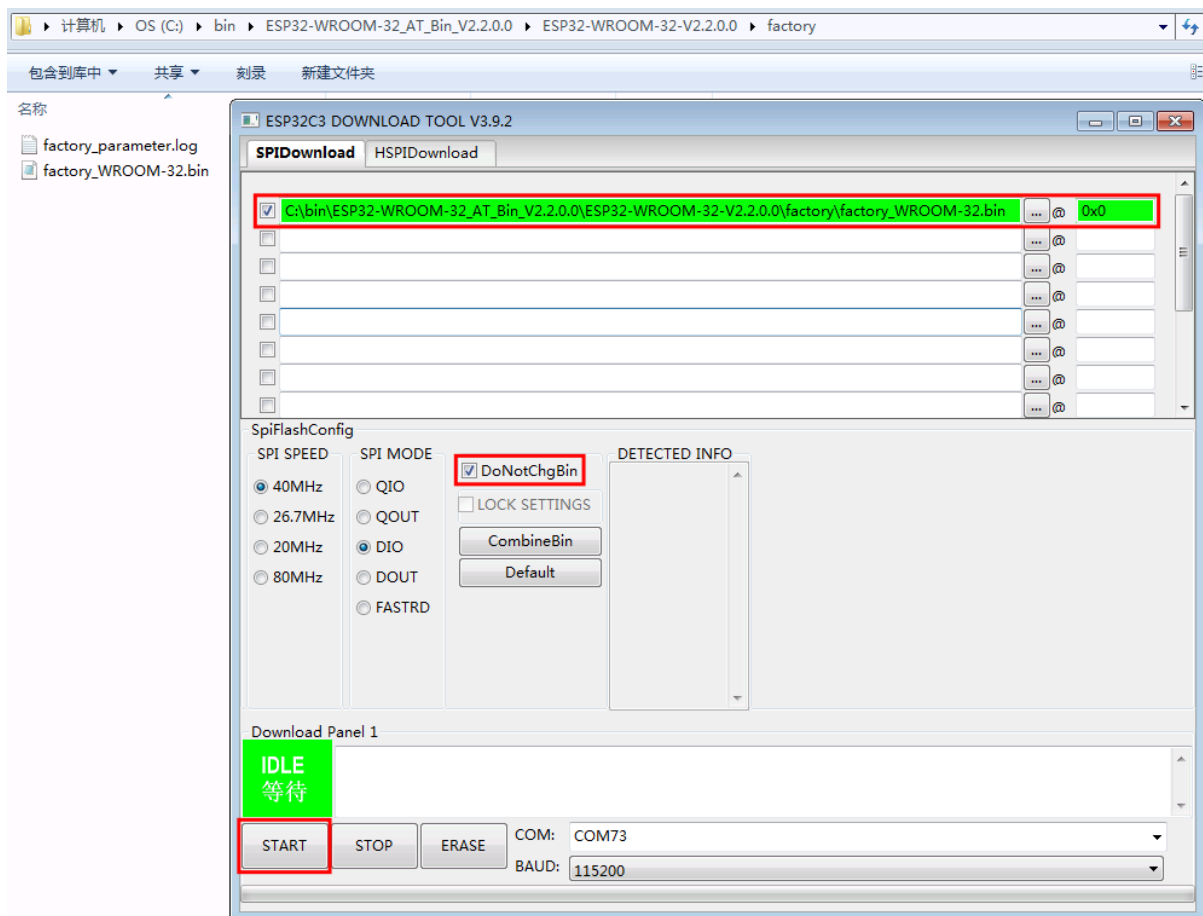 计算机 OS (C:) bin ESP32-WROOM-32_AT_Bin_V2.2.0.0 ESP32-WROOM-32-V2.2.0.0 factory
包含到库中 共享 刻录 新建文件夹
名称
factory_parameter.log
factory_WROOM-32.bin
ESP32C3 DOWNLOAD TOOL V3.9.2
SPIDownload HSPIDownload
C:\bin\ESP32-WROOM-32_AT_Bin_V2.2.0.0\ESP32-WROOM-32-V2.2.0.0\factory\factory_WROOM-32.bin ... @ 0x0
... @
... @
... @
... @
... @
... @
... @
SpiFlashConfig
SPI SPEED SPI MODE DETECTED INFO
DoNotChgBin
40MHz QIO
LOCK SETTINGS
26.7MHz QOUT
CombineBin
20MHz DIO
Default
80MHz DOUT
FASTRD
Download Panel 1
IDLE
等待
START STOP ERASE
COM: COM73
BAUD: 115200